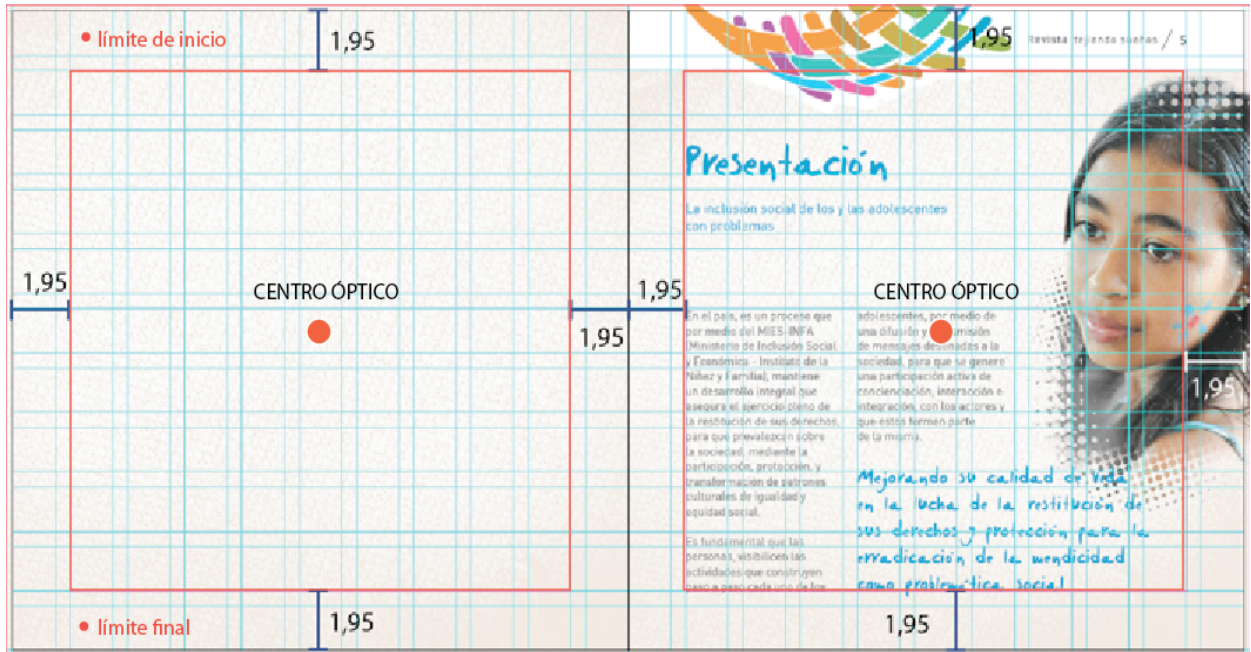 límite de inicio
1,95
1,95
CENTRO ÓPTICO
1,95
límite final
1,95
1,95
Revista tejiendo sueños / 5
Presentación
La inclusión social de los y las adolescentes
con problemas
1,95
CENTRO ÓPTICO
En el país, es un proceso que
por medio del MIES-INFA
(Ministerio de Inclusión Social
y Económica - Instituto de la
Niñez y Familia), mantiene
un desarrollo integral que
asegura el ejercicio pleno de
la restitución de sus derechos,
para que prevalezcan sobre
la sociedad, mediante la
participación, protección, y
transformación de patrones
culturales de igualdad y
equidad social.
Es fundamental que las
personas, visibilicen las
actividades que construyen
paso a paso cada uno de los
adolescentes, por medio de
una difusión y
de mensajes destinados a la
sociedad, para que se genere
una participación activa de
concienciación, interacción e
integración, con los actores y
que estos formen parte
de la misma.
Mejorando su calidad de vida
en la lucha de la restitución de
sus derechos y protección para la
erradicación de la mendicidad
como problemática social
1,95
1,95